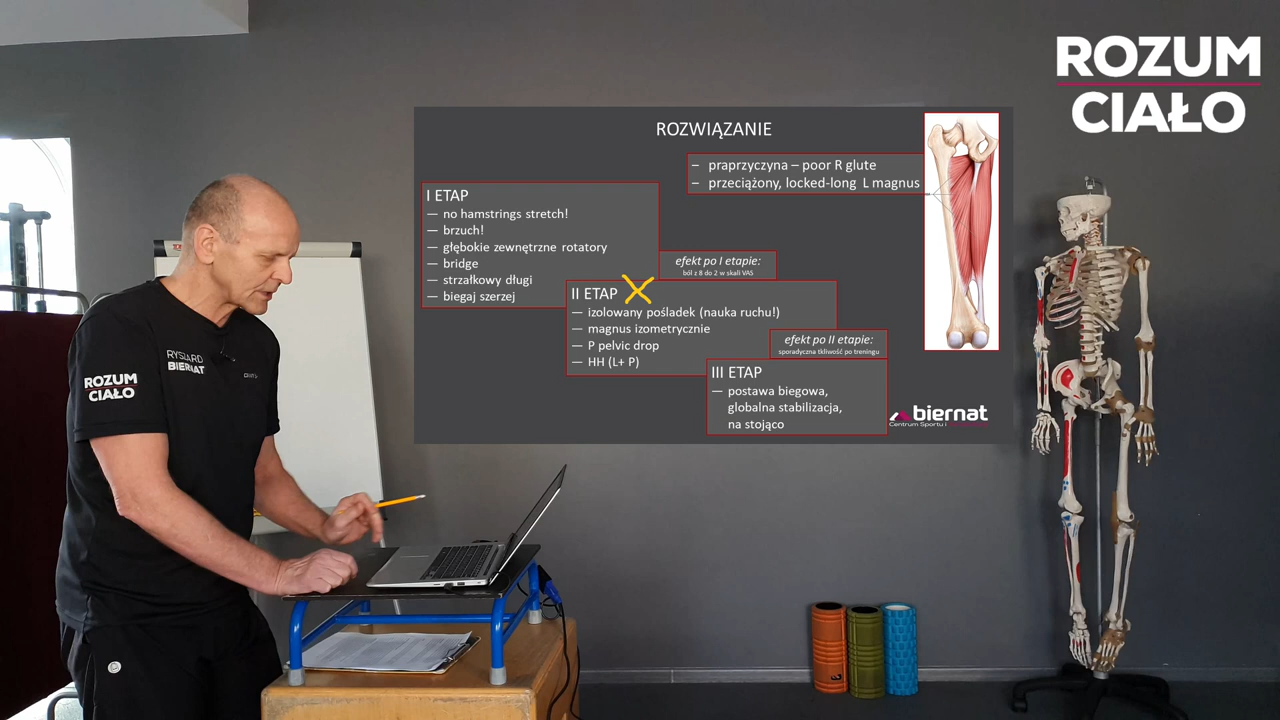 ROZUM
CIAŁO
ROZWIĄZANIE
– praprzyczyna – poor R glute
– przeciążony, locked-long L magnus
I ETAP
— no hamstrings stretch!
— brzuch!
— głębokie zewnętrzne rotatory
— bridge
— strzałkowy długi
— biegaj szerzej
efekt po I etapie:
ból z 8 do 2 w skali VAS
II ETAP
— izolowany pośladek (nauka ruchu!)
— magnus izometrycznie
— P pelvic drop
— HH (L+ P)
efekt po II etapie:
sporadyczna tkliwość po treningu
III ETAP
— postawa biegowa,
globalna stabilizacja,
na stojąco
biernat
Centrum Sportu i
RYSZARD
BIERNAT
ROZUM
CIAŁO